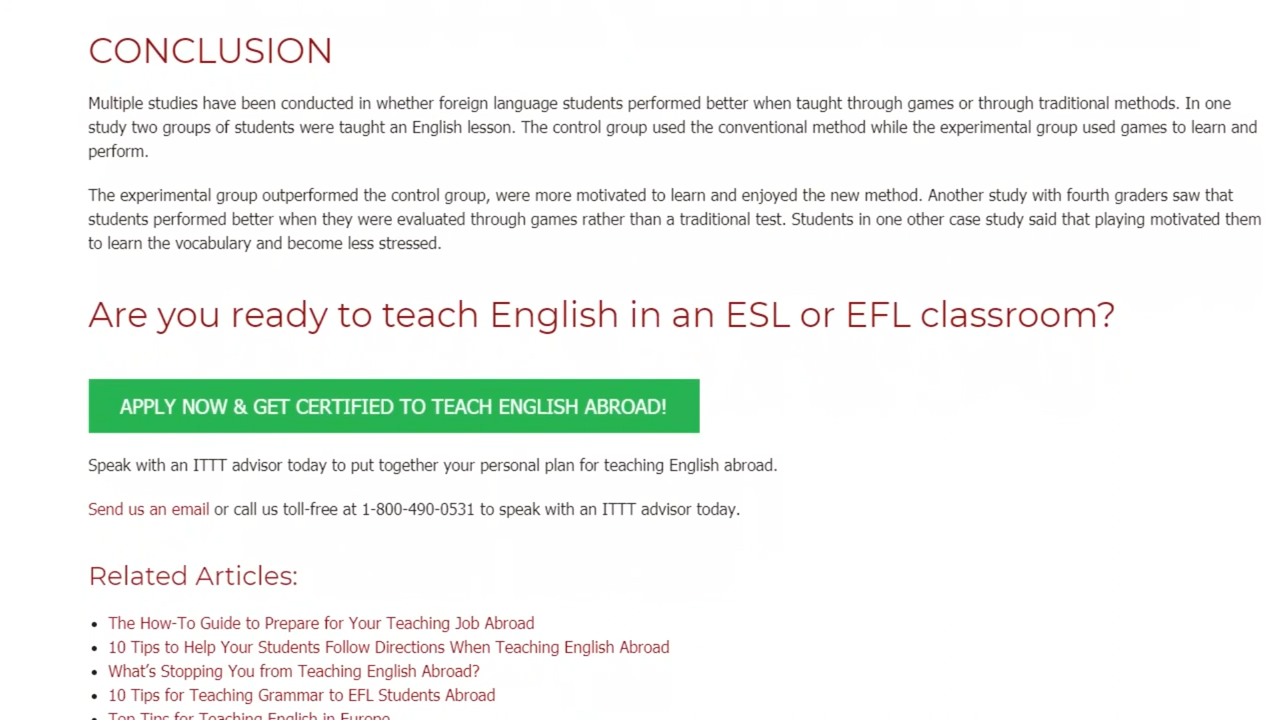 CONCLUSION
Multiple studies have been conducted in whether foreign language students performed better when taught through games or through traditional methods. In one
study two groups of students were taught an English lesson. The control group used the conventional method while the experimental group used games to learn and
perform.
The experimental group outperformed the control group, were more motivated to learn and enjoyed the new method. Another study with fourth graders saw that
students performed better when they were evaluated through games rather than a traditional test. Students in one other case study said that playing motivated them
to learn the vocabulary and become less stressed.
Are you ready to teach English in an ESL or EFL classroom?
APPLY NOW & GET CERTIFIED TO TEACH ENGLISH ABROAD!
Speak with an ITTT advisor today to put together your personal plan for teaching English abroad.
Send us an email or call us toll-free at 1-800-490-0531 to speak with an ITTT advisor today.
Related Articles:
• The How-To Guide to Prepare for Your Teaching Job Abroad
• 10 Tips to Help Your Students Follow Directions When Teaching English Abroad
• What’s Stopping You from Teaching English Abroad?
• 10 Tips for Teaching Grammar to EFL Students Abroad
• Top Tips for Teaching English in Europe